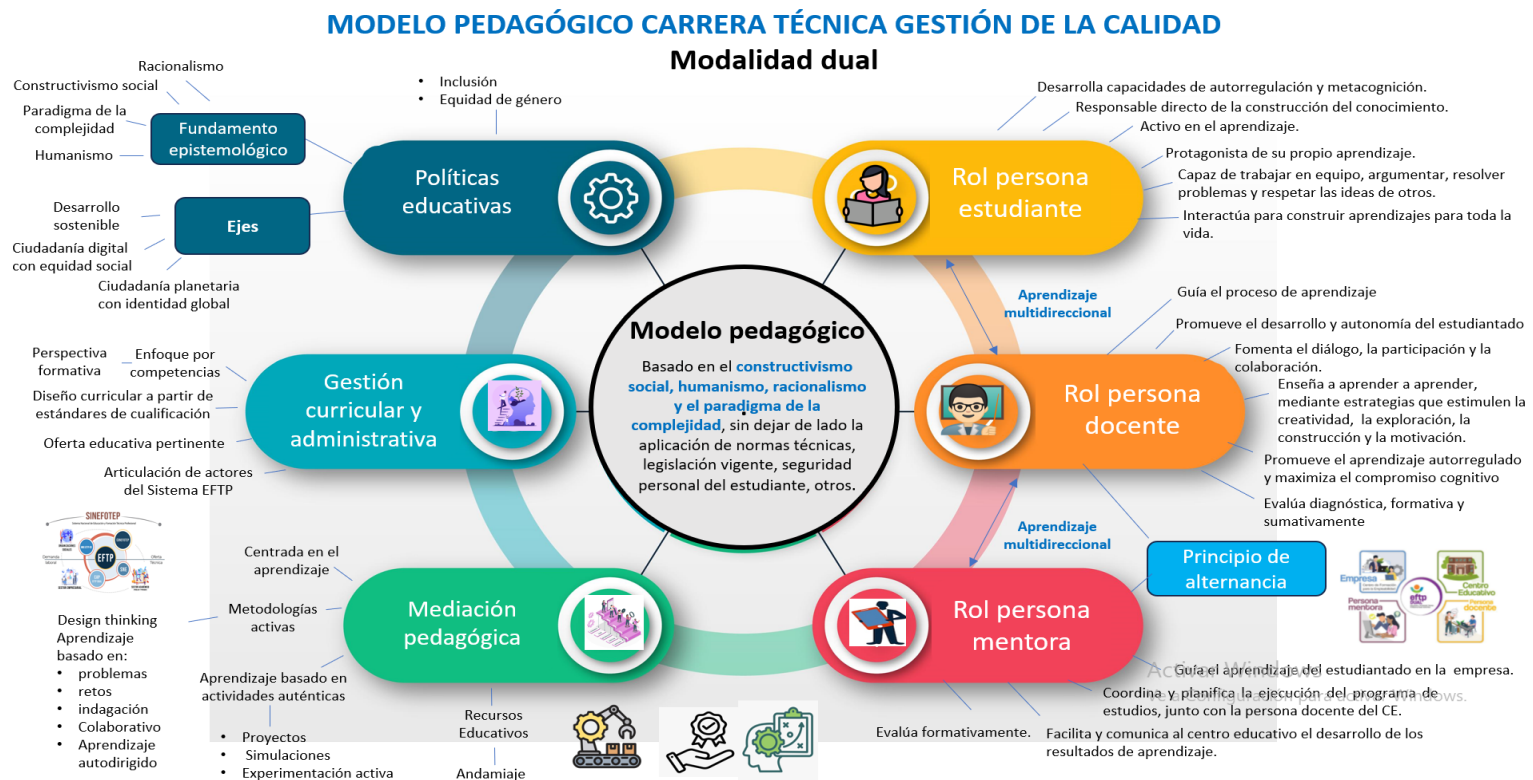 MODELO PEDAGÓGICO CARRERA TÉCNICA GESTIÓN DE LA CALIDAD
Modalidad dual
Racionalismo
Constructivismo social
Paradigma de la
complejidad
Humanismo
Fundamento
epistemológico
Desarrollo
sostenible
Ciudadanía digital
con equidad social
Ciudadanía planetaria
con identidad global
Ejes
• Inclusión
• Equidad de género
Políticas
educativas
Rol persona
estudiante
Desarrolla capacidades de autorregulación y metacognición.
Responsable directo de la construcción del conocimiento.
Activo en el aprendizaje.
Protagonista de su propio aprendizaje.
Capaz de trabajar en equipo, argumentar, resolver
problemas y respetar las ideas de otros.
Interactúa para construir aprendizajes para toda la
vida.
Aprendizaje
multidireccional
Modelo pedagógico
Basado en el constructivismo
social, humanismo, racionalismo
y el paradigma de la
complejidad, sin dejar de lado la
aplicación de normas técnicas,
legislación vigente, seguridad
personal del estudiante, otros.
Perspectiva
formativa
Enfoque por
competencias
Diseño curricular a partir de
estándares de cualificación
Oferta educativa pertinente
Articulación de actores
del Sistema EFTP
Gestión
curricular y
administrativa
Rol persona
docente
Guía el proceso de aprendizaje
Promueve el desarrollo y autonomía del estudiantado
Fomenta el diálogo, la participación y la
colaboración.
Enseña a aprender a aprender,
mediante estrategias que estimulen la
creatividad, la exploración, la
construcción y la motivación.
Promueve el aprendizaje autorregulado
y maximiza el compromiso cognitivo
Evalúa diagnóstica, formativa y
sumativamente
Aprendizaje
multidireccional
Principio de
alternancia
Empresa
Centro
Educativo
eftp
Persona
mentora
Persona
docente
SINEFOTEP
EFTP
Centrada en el
aprendizaje
Metodologías
activas
Design thinking
Aprendizaje
basado en:
• problemas
• retos
• indagación
• Colaborativo
• Aprendizaje
autodirigido
Aprendizaje basado en
actividades auténticas
• Proyectos
• Simulaciones
• Experimentación activa
Recursos
Educativos
Andamiaje
Mediación
pedagógica
Rol persona
mentora
Guía el aprendizaje del estudiantado en la empresa.
Coordina y planifica la ejecución del programa de
estudios, junto con la persona docente del CE.
Facilita y comunica al centro educativo el desarrollo de los
resultados de aprendizaje.
Evalúa formativamente.
Activar Windows